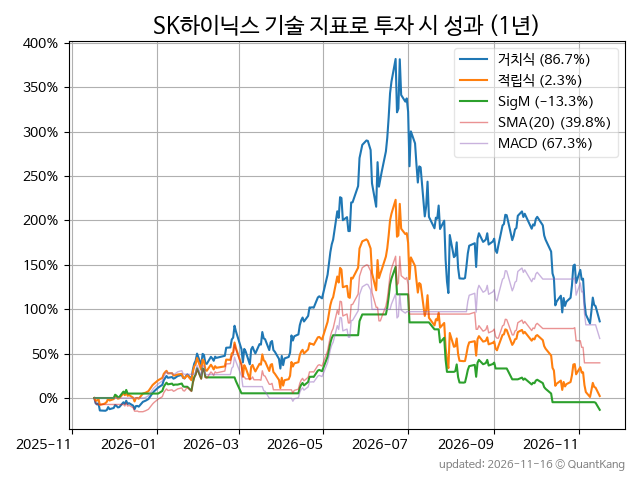 SK하이닉스 기술 지표로 투자 시 성과 (1년)
400%
350%
300%
250%
200%
150%
100%
50%
0%
거치식 (86.7%)
적립식 (2.3%)
SigM (−13.3%)
SMA(20) (39.8%)
MACD (67.3%)
2025-11 2026-01 2026-03 2026-05 2026-07 2026-09 2026-11
updated: 2026-11-16 ⓒ QuantKang